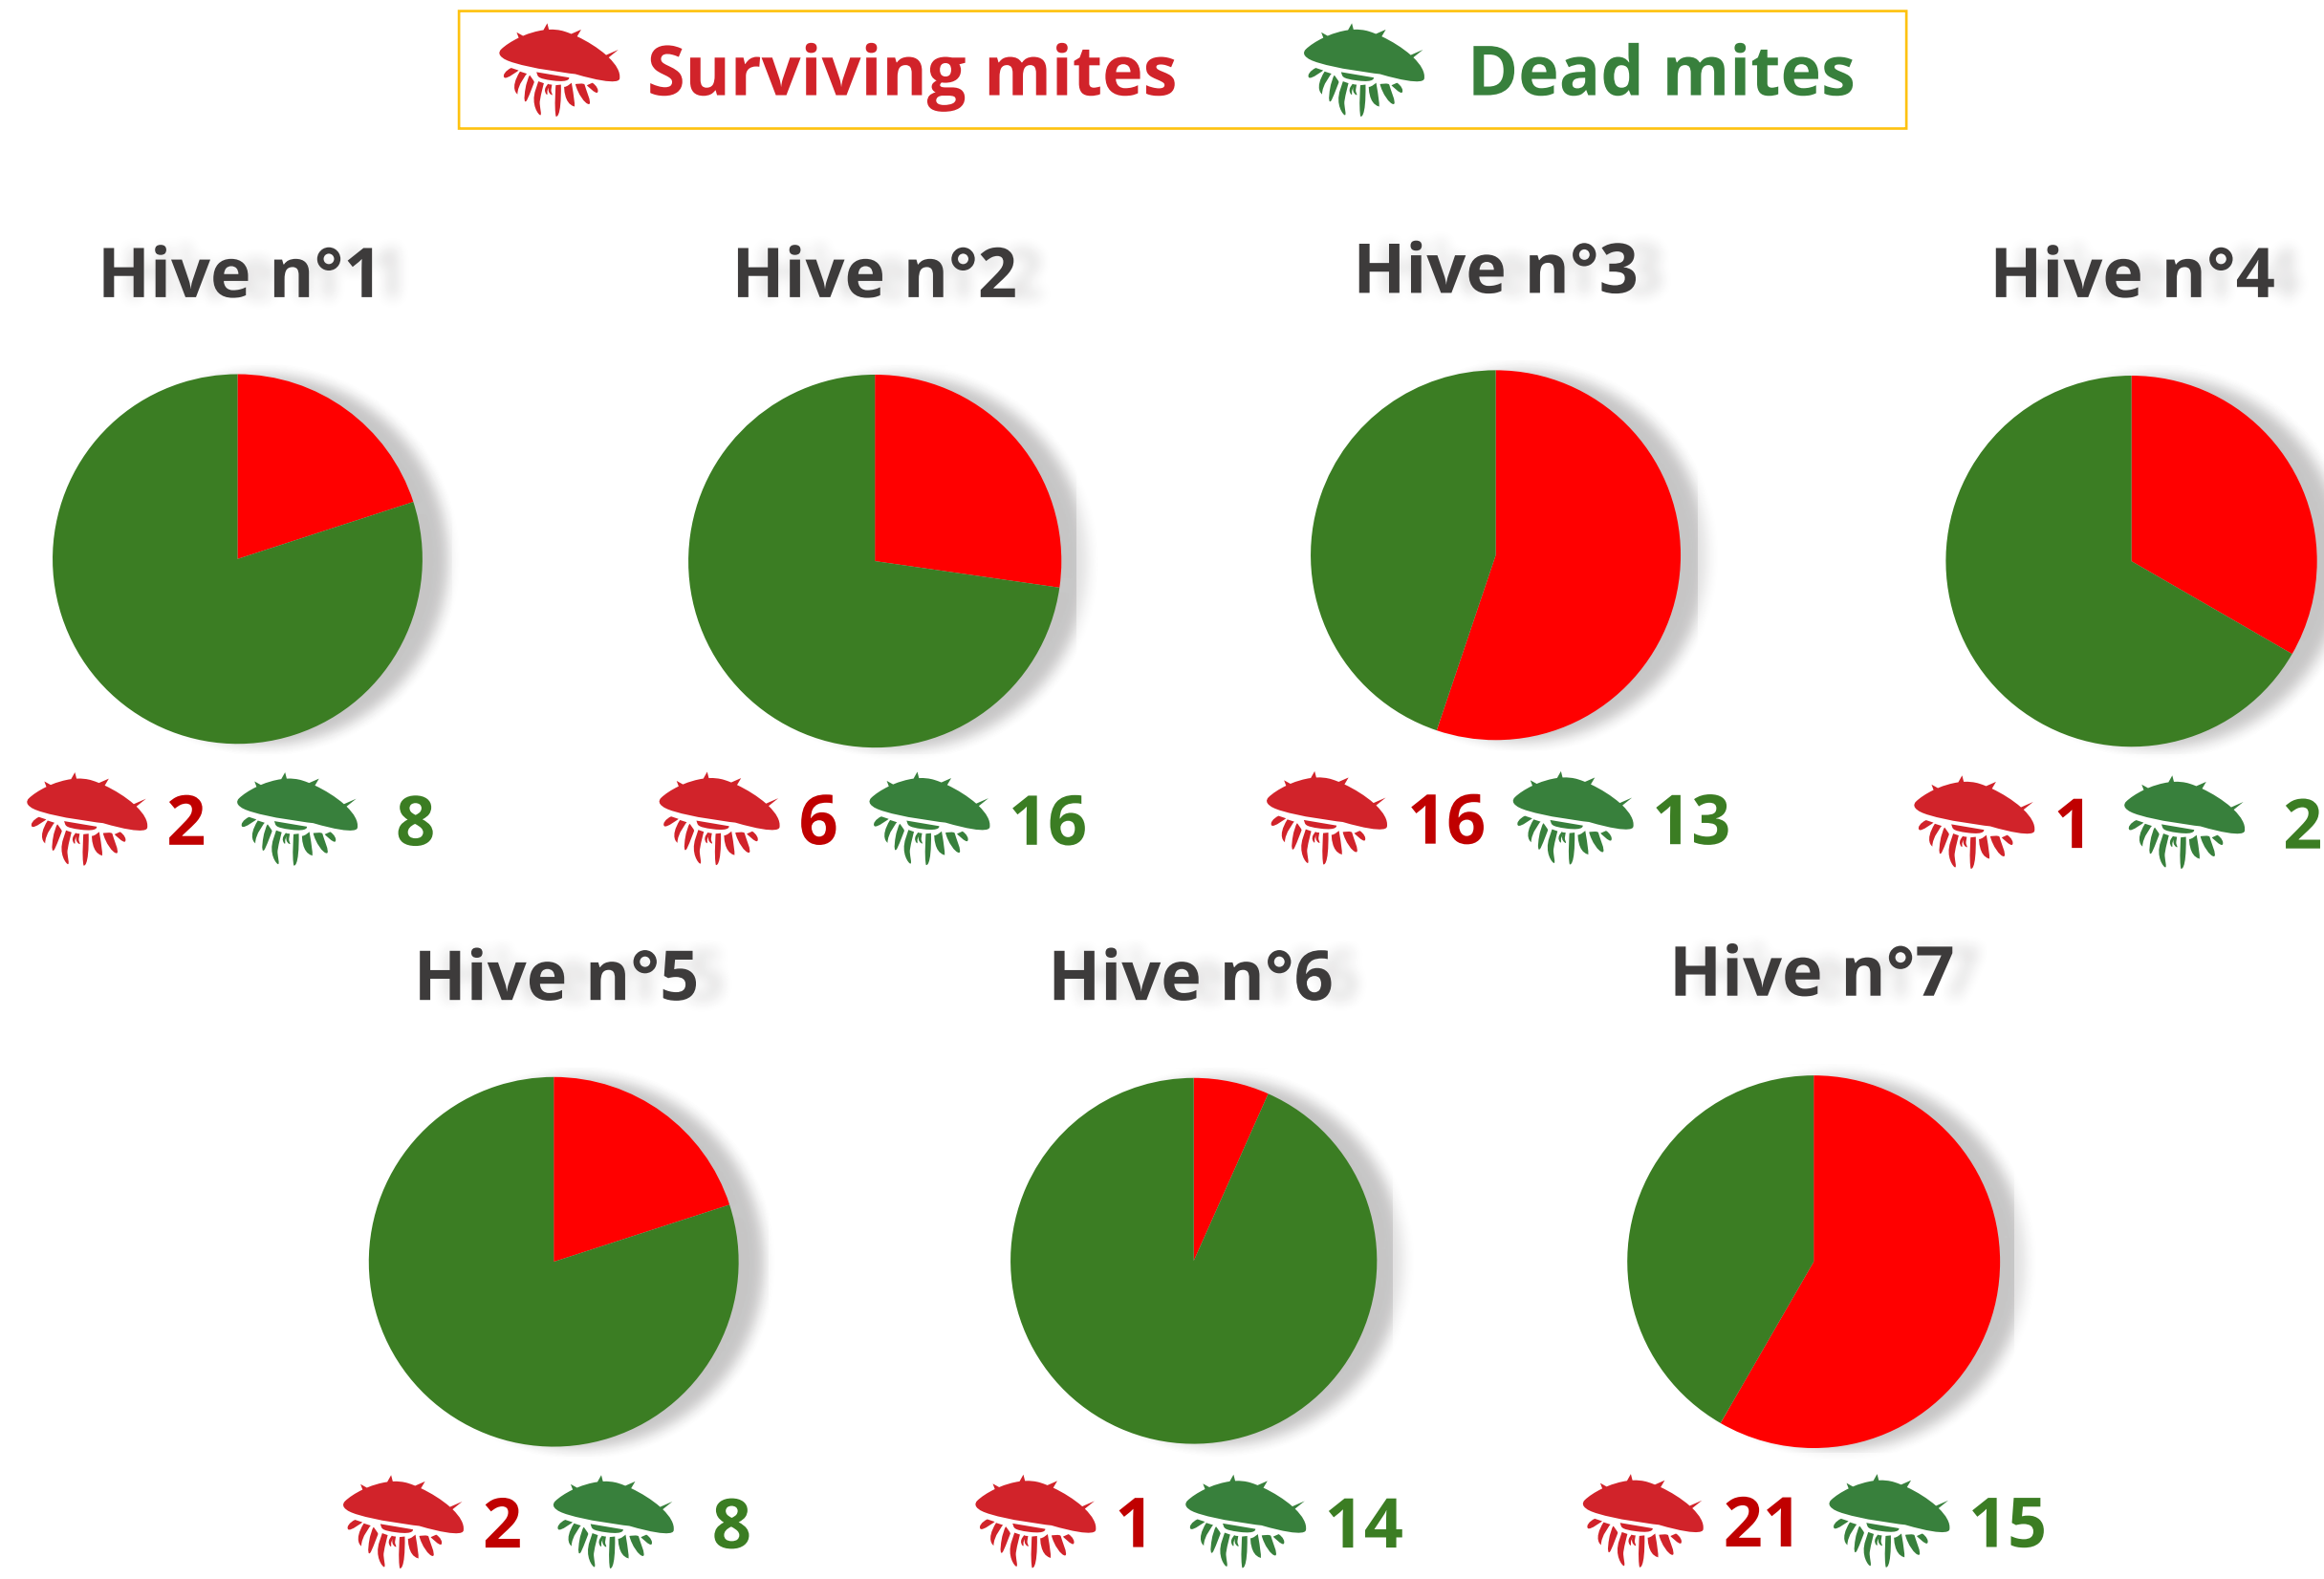 Surviving mites Dead mites
Hive n°1 Hive n°2 Hive n°3 Hive n°4
2 8 6 16 16 13 1 2
Hive n°5 Hive n°6 Hive n°7
2 8 1 14 21 15